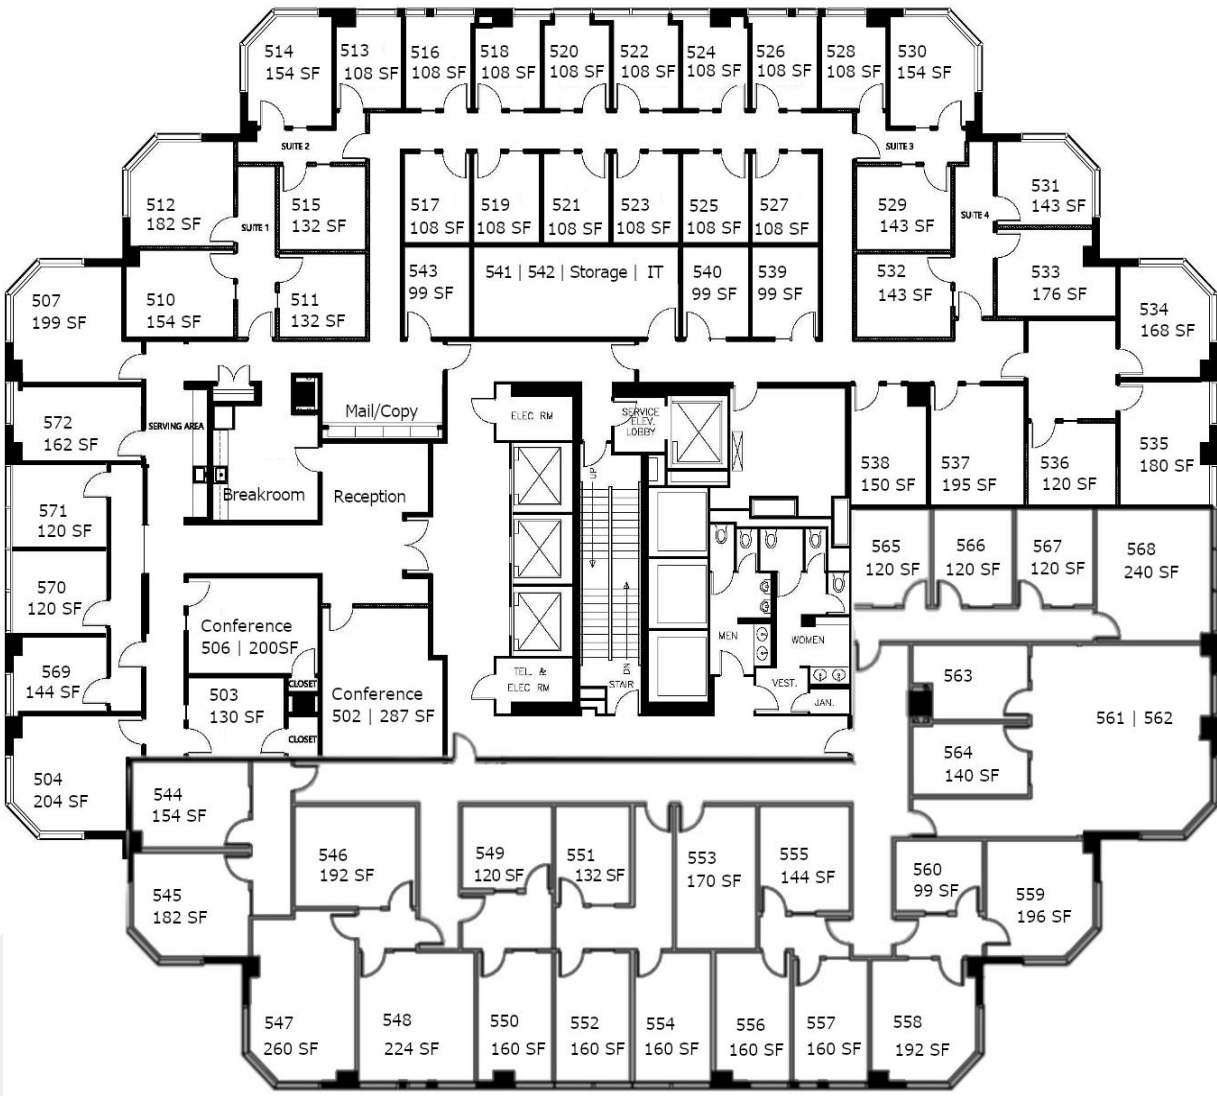 514
154 SF
513
108 SF
516
108 SF
518
108 SF
520
108 SF
522
108 SF
524
108 SF
526
108 SF
528
108 SF
530
154 SF
SUITE 2
SUITE 3
512
182 SF
SUITE 1
515
132 SF
517
108 SF
519
108 SF
521
108 SF
523
108 SF
525
108 SF
527
108 SF
529
143 SF
SUITE 4
531
143 SF
507
199 SF
510
154 SF
511
132 SF
543
99 SF
541 | 542 | Storage | IT
540
99 SF
539
99 SF
532
143 SF
533
176 SF
534
168 SF
572
162 SF
SERVING AREA
Mail/Copy
ELEC RM
SERVICE
ELEV.
LOBBY
538
150 SF
537
195 SF
536
120 SF
535
180 SF
571
120 SF
Breakroom
Reception
UP
565
120 SF
566
120 SF
567
120 SF
568
240 SF
570
120 SF
Conference
506 | 200SF
MEN
WOMEN
569
144 SF
503
130 SF
CLOSET
CLOSET
Conference
502 | 287 SF
TEL. &
ELEC RM
DN
STAIR
VEST.
JAN.
563
561 | 562
564
140 SF
504
204 SF
544
154 SF
546
192 SF
549
120 SF
551
132 SF
553
170 SF
555
144 SF
560
99 SF
559
196 SF
545
182 SF
547
260 SF
548
224 SF
550
160 SF
552
160 SF
554
160 SF
556
160 SF
557
160 SF
558
192 SF